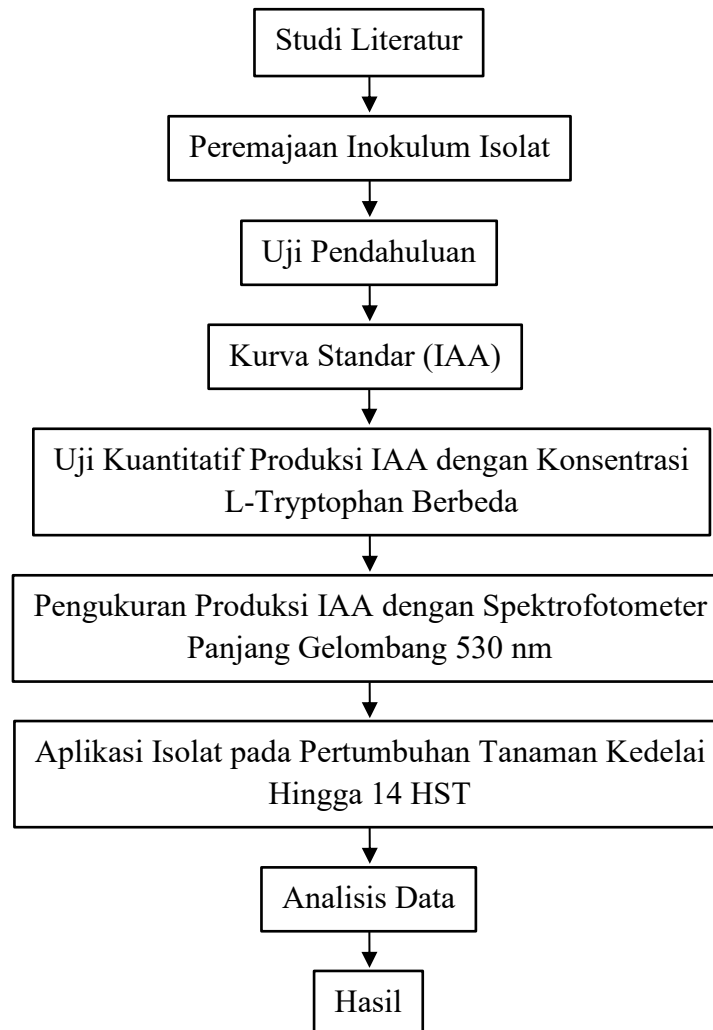 Studi Literatur
Peremajaan Inokulum Isolat
Uji Pendahuluan
Kurva Standar (IAA)
Uji Kuantitatif Produksi IAA dengan Konsentrasi
L-Tryptophan Berbeda
Pengukuran Produksi IAA dengan Spektrofotometer
Panjang Gelombang 530 nm
Aplikasi Isolat pada Pertumbuhan Tanaman Kedelai
Hingga 14 HST
Analisis Data
Hasil